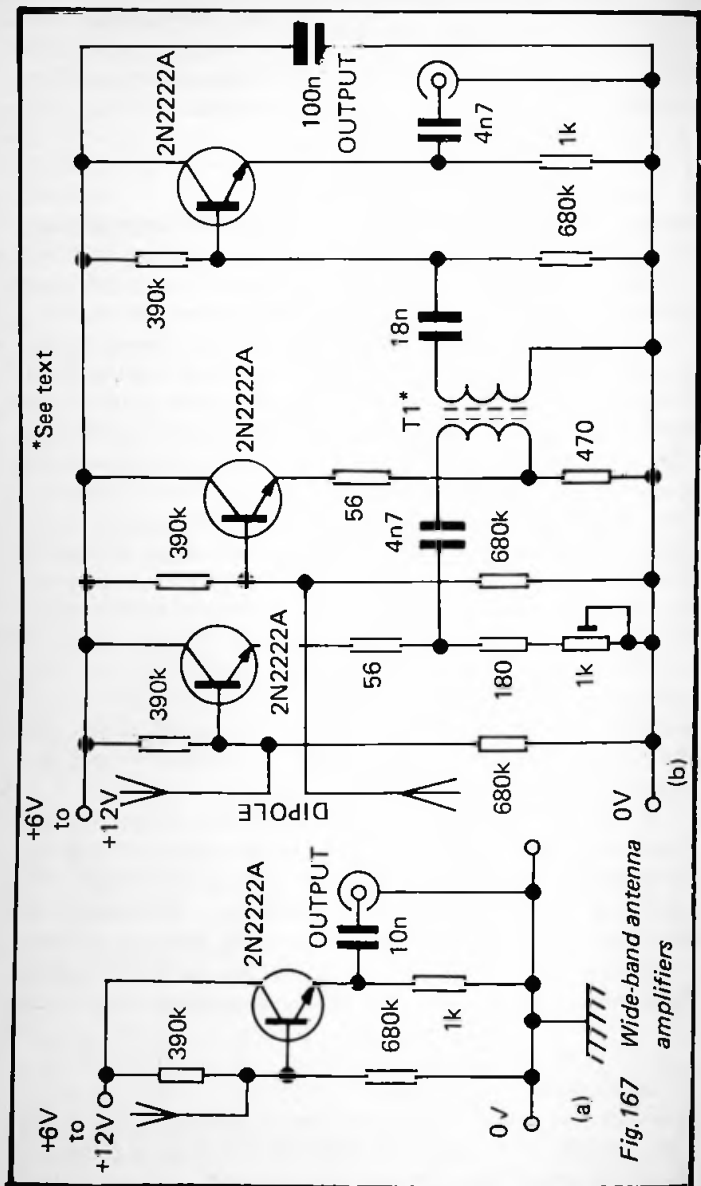 +6V
to
+12V
390k
2N2222A
OUTPUT
10n
680k
1k
0V
(a)
Fig.167 Wide-band antenna
amplifiers
*See text
+6V
to
+12V
390k
2N2222A
DIPOLE
680k
56
180
1k
390k
2N2222A
56
4n7
680k
470
T1*
18n
390k
2N2222A
680k
1k
4n7
100n
OUTPUT
0V
(b)